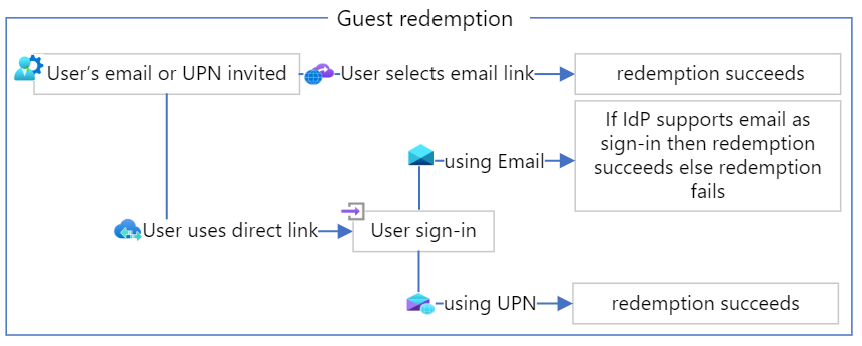 Guest redemption
User’s email or UPN invited
User selects email link
redemption succeeds
If IdP supports email as
sign-in then redemption
succeeds else redemption
fails
using Email
User uses direct link
User sign-in
using UPN
redemption succeeds